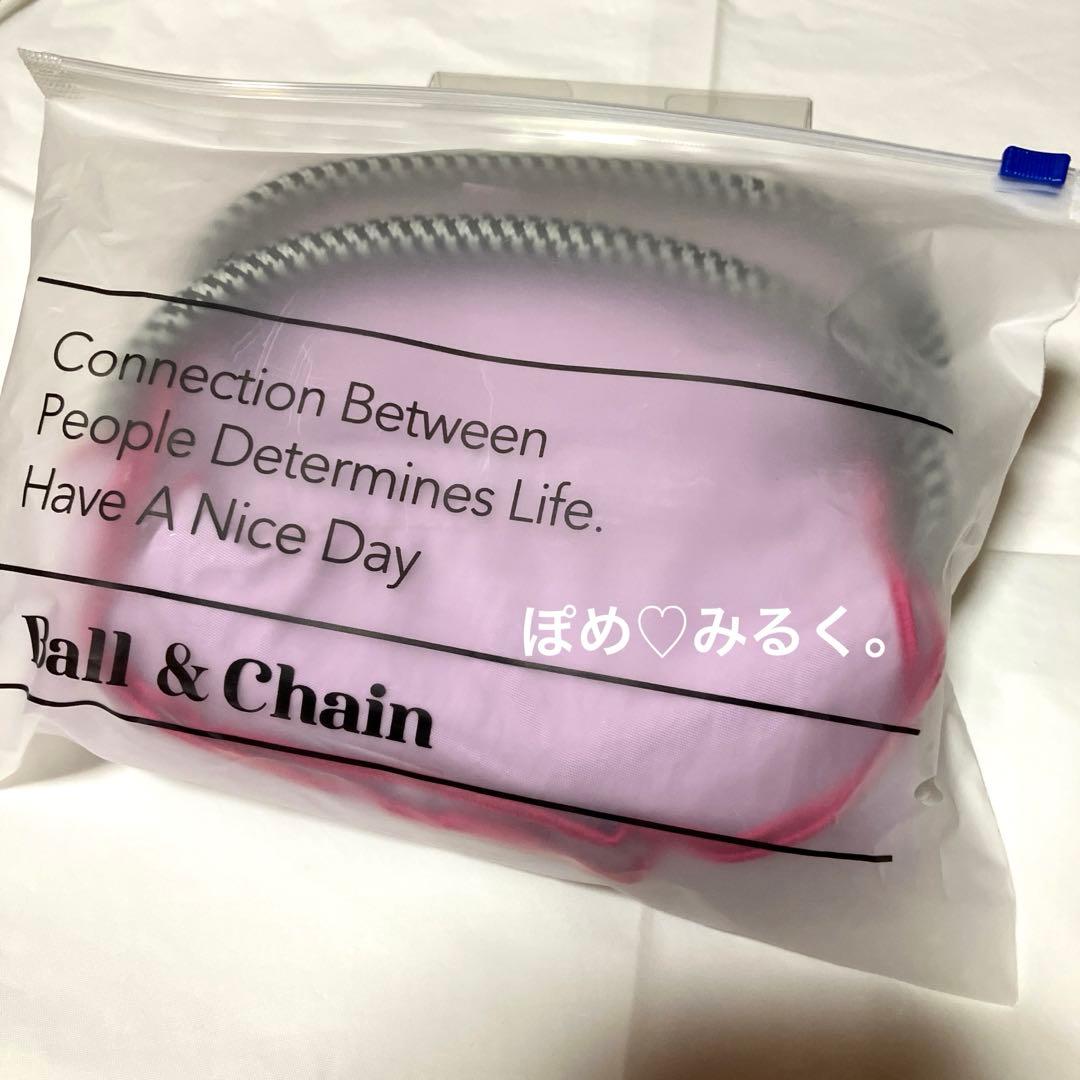 Connection Between
People Determines Life.
Have A Nice Day
ぽめ♡みるく。
Ball & Chain